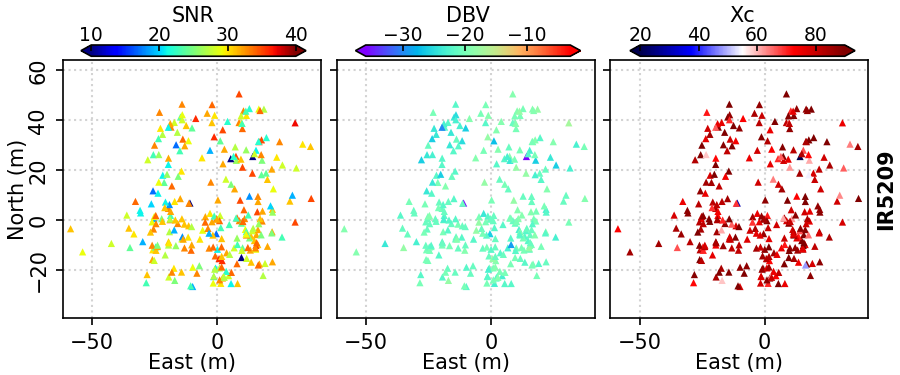 SNR
DBV
Xc
10 20 30 40
−30 −20 −10
20 40 60 80
60
40
20
0
−20
North (m)
−50 0
−50 0
−50 0
East (m)
East (m)
East (m)
IR5209